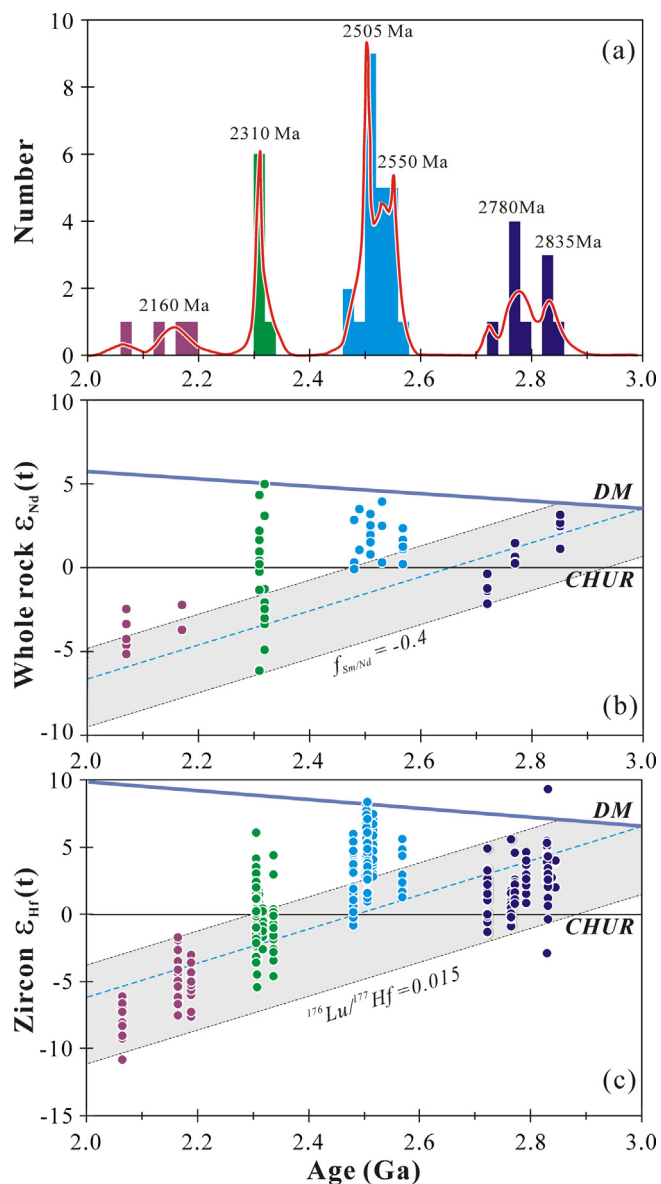 10
8
6
4
2
0
Number
(a)
2505 Ma
2310 Ma
2550 Ma
2780Ma
2835Ma
2160 Ma
2.0 2.2 2.4 2.6 2.8 3.0
10
5
0
-5
-10
Whole rock εNd(t)
DM
CHUR
fSm/Nd = -0.4
(b)
2.0 2.2 2.4 2.6 2.8 3.0
10
5
0
-5
-10
-15
Zircon εHf(t)
DM
CHUR
¹⁷⁶Lu/¹⁷⁷Hf=0.015
(c)
2.0 2.2 2.4 2.6 2.8 3.0
Age (Ga)